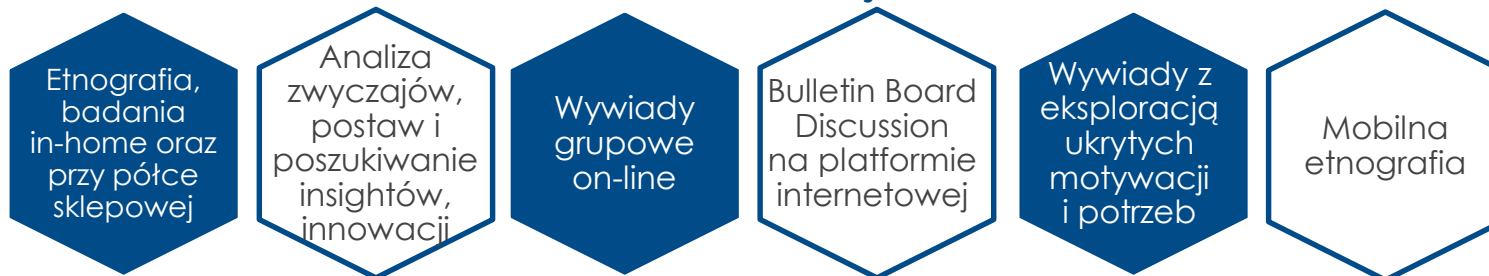 Etnografia,
badania
in-home oraz
przy półce
sklepowej
Analiza
zwyczajów,
postaw i
poszukiwanie
insightów,
innowacji
Wywiady
grupowe
on-line
Bulletin Board
Discussion
na platformie
internetowej
Wywiady z
eksploracją
ukrytych
motywacji
i potrzeb
Mobilna
etnografia